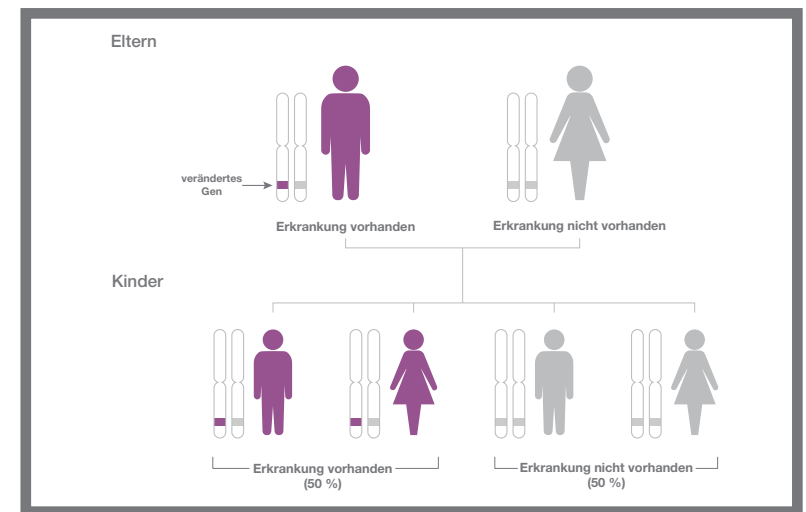 Eltern
verändertes
Gen
Erkrankung vorhanden
Erkrankung nicht vorhanden
Kinder
Erkrankung vorhanden
(50 %)
Erkrankung nicht vorhanden
(50 %)